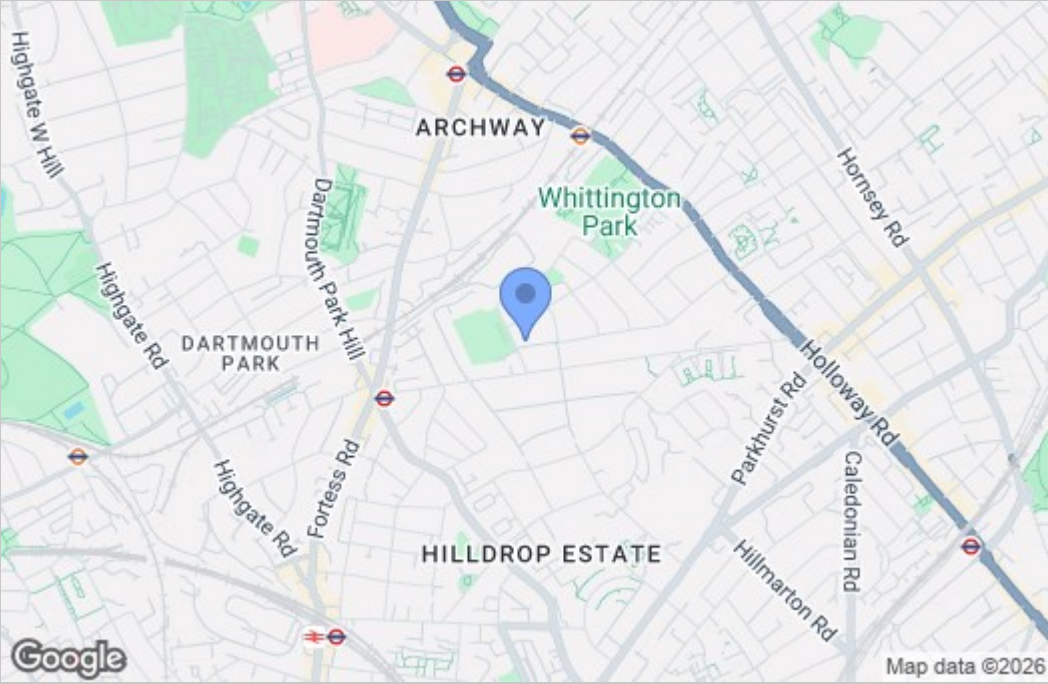 Highgate W Hill
ARCHWAY
Hornsey Rd
Whittington
Park
Dartmouth Park Hill
Highgate Rd
DARTMOUTH
PARK
Holloway Rd
Parkhurst Rd
Fortess Rd
Highgate Rd
Caledonian Rd
HILLDROP ESTATE
Hillmarton Rd
Google
Map data ©2026